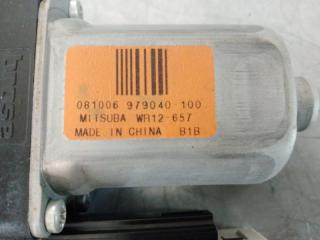 081006 979040-100
MITSUBA WR12-657
MADE IN CHINA B1B